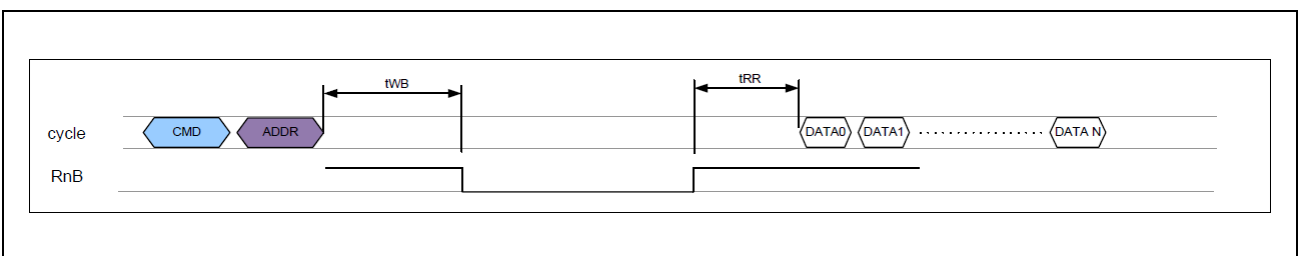 tWB tRR
cycle CMD ADDR DATA0 DATA1 ............... DATA N
RnB